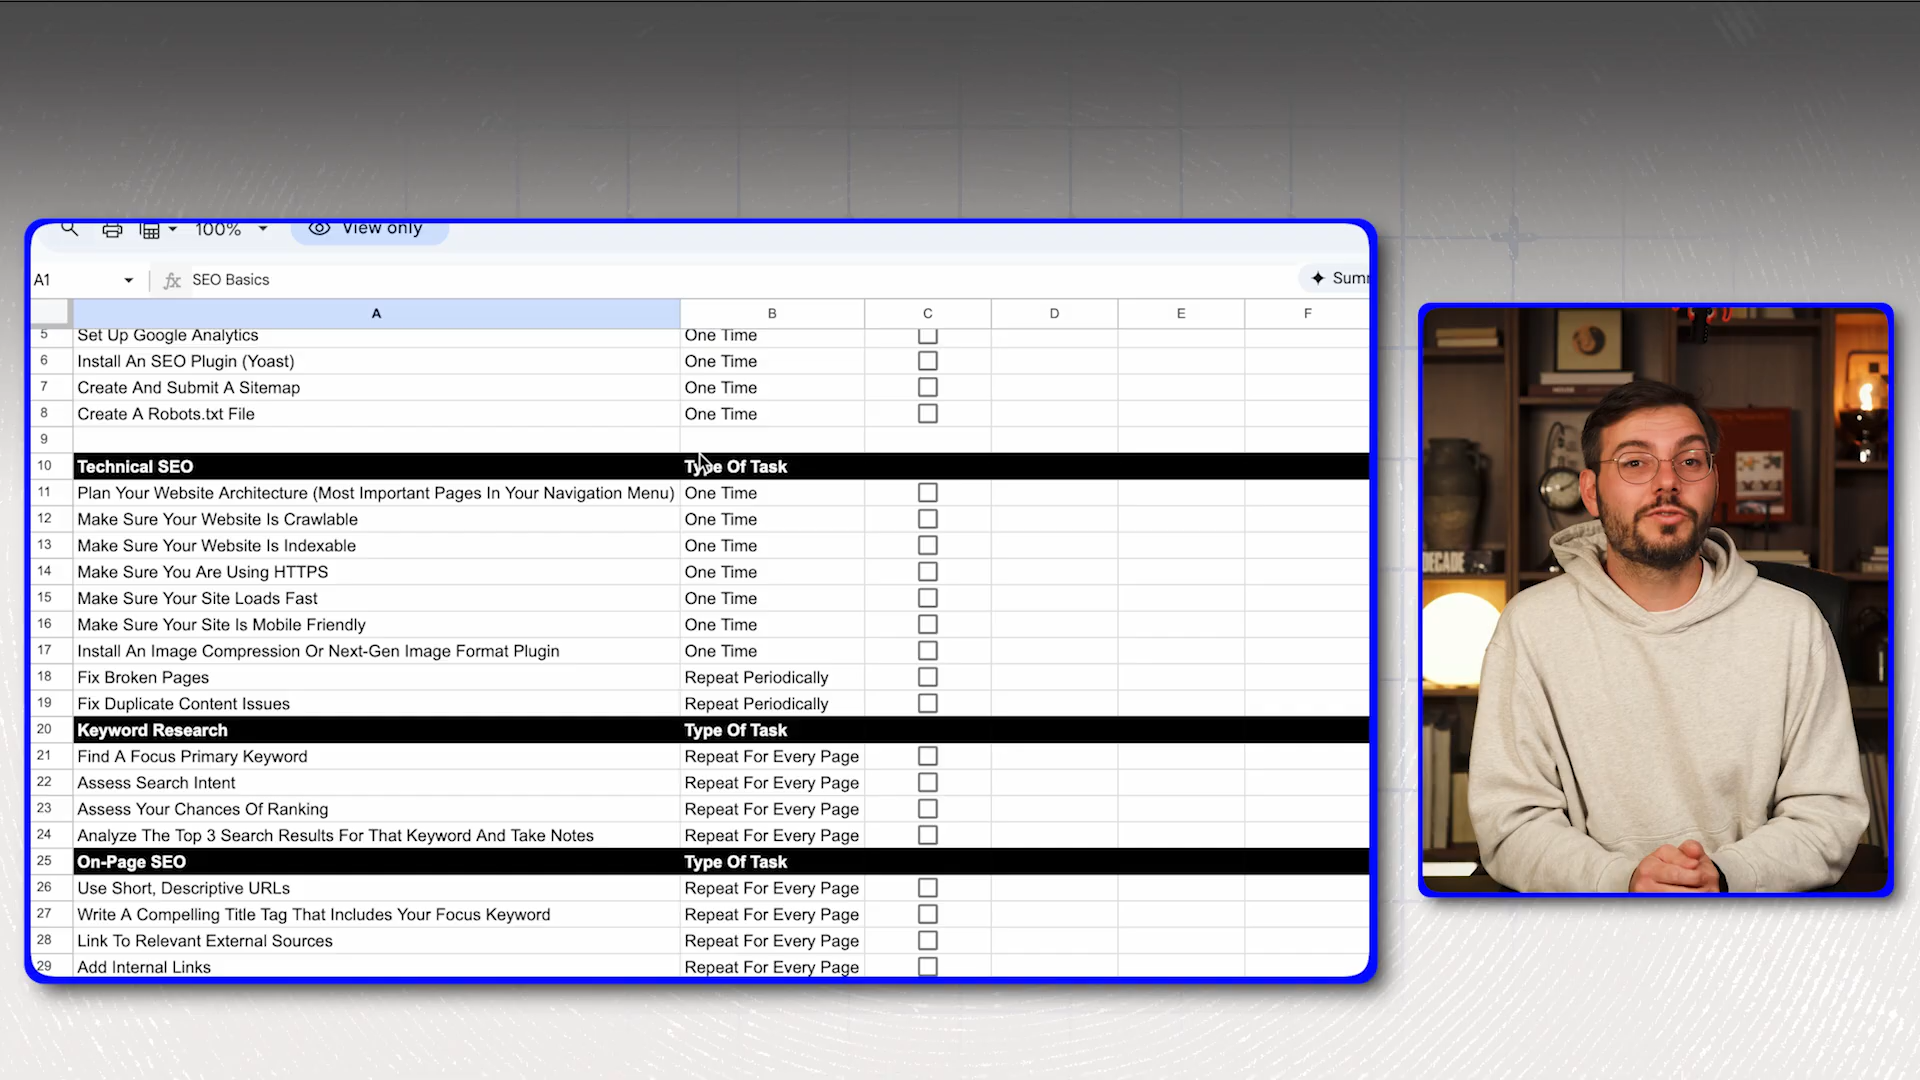 100% View only
A1 fx SEO Basics Summ
A B C D E F
5 Set Up Google Analytics One Time
6 Install An SEO Plugin (Yoast) One Time
7 Create And Submit A Sitemap One Time
8 Create A Robots.txt File One Time
9
10 Technical SEO Type Of Task
11 Plan Your Website Architecture (Most Important Pages In Your Navigation Menu) One Time
12 Make Sure Your Website Is Crawlable One Time
13 Make Sure Your Website Is Indexable One Time
14 Make Sure You Are Using HTTPS One Time
15 Make Sure Your Site Loads Fast One Time
16 Make Sure Your Site Is Mobile Friendly One Time
17 Install An Image Compression Or Next-Gen Image Format Plugin One Time
18 Fix Broken Pages Repeat Periodically
19 Fix Duplicate Content Issues Repeat Periodically
20 Keyword Research Type Of Task
21 Find A Focus Primary Keyword Repeat For Every Page
22 Assess Search Intent Repeat For Every Page
23 Assess Your Chances Of Ranking Repeat For Every Page
24 Analyze The Top 3 Search Results For That Keyword And Take Notes Repeat For Every Page
25 On-Page SEO Type Of Task
26 Use Short, Descriptive URLs Repeat For Every Page
27 Write A Compelling Title Tag That Includes Your Focus Keyword Repeat For Every Page
28 Link To Relevant External Sources Repeat For Every Page
29 Add Internal Links Repeat For Every Page
DECADE